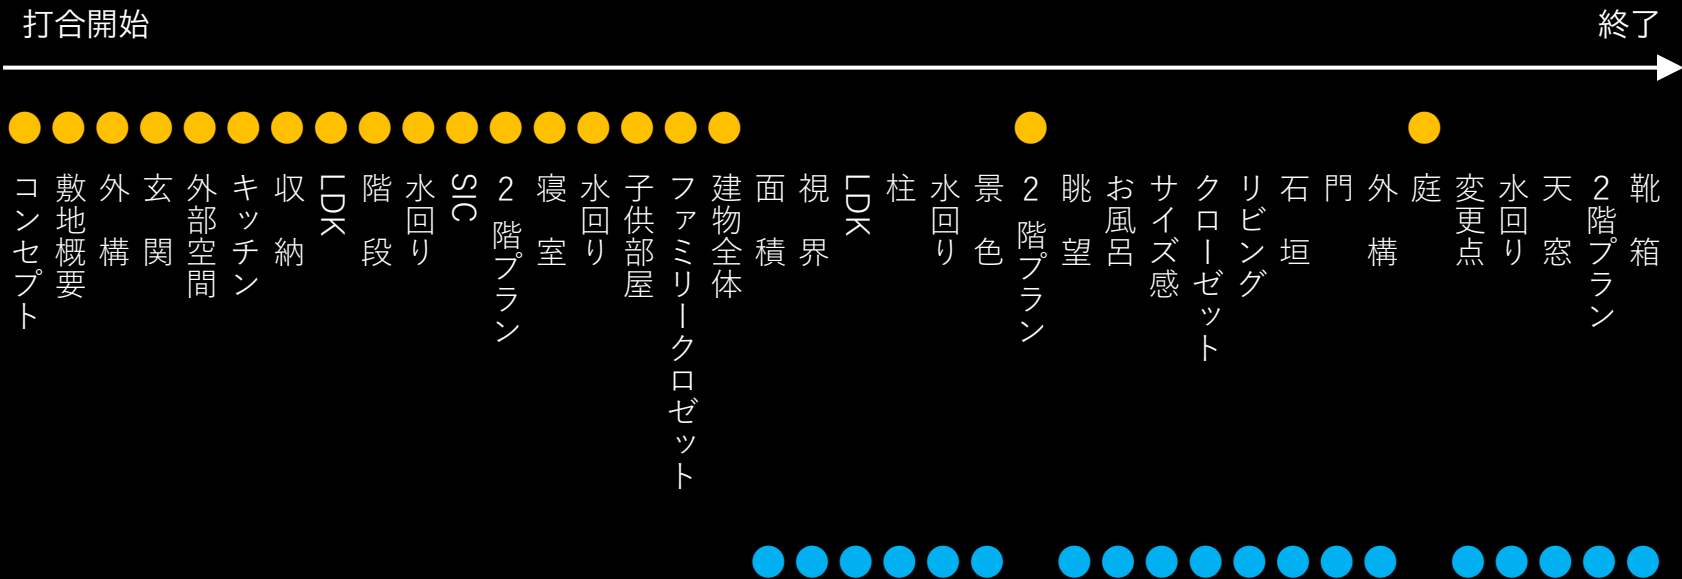 打合開始
終了
コンセプト
敷地概要
外構
玄関
外部空間
キッチン
収納
LDK
階段
水回り
SIC
2階プラン
寝室
水回り
子供部屋
ファミリークロゼット
建物全体
面積
視界
LDK
柱
水回り
景色
2階プラン
眺望
お風呂
サイズ感
クローゼット
リビング
石垣
門
外構
庭
変更点
水回り
天窓
2階プラン
靴箱